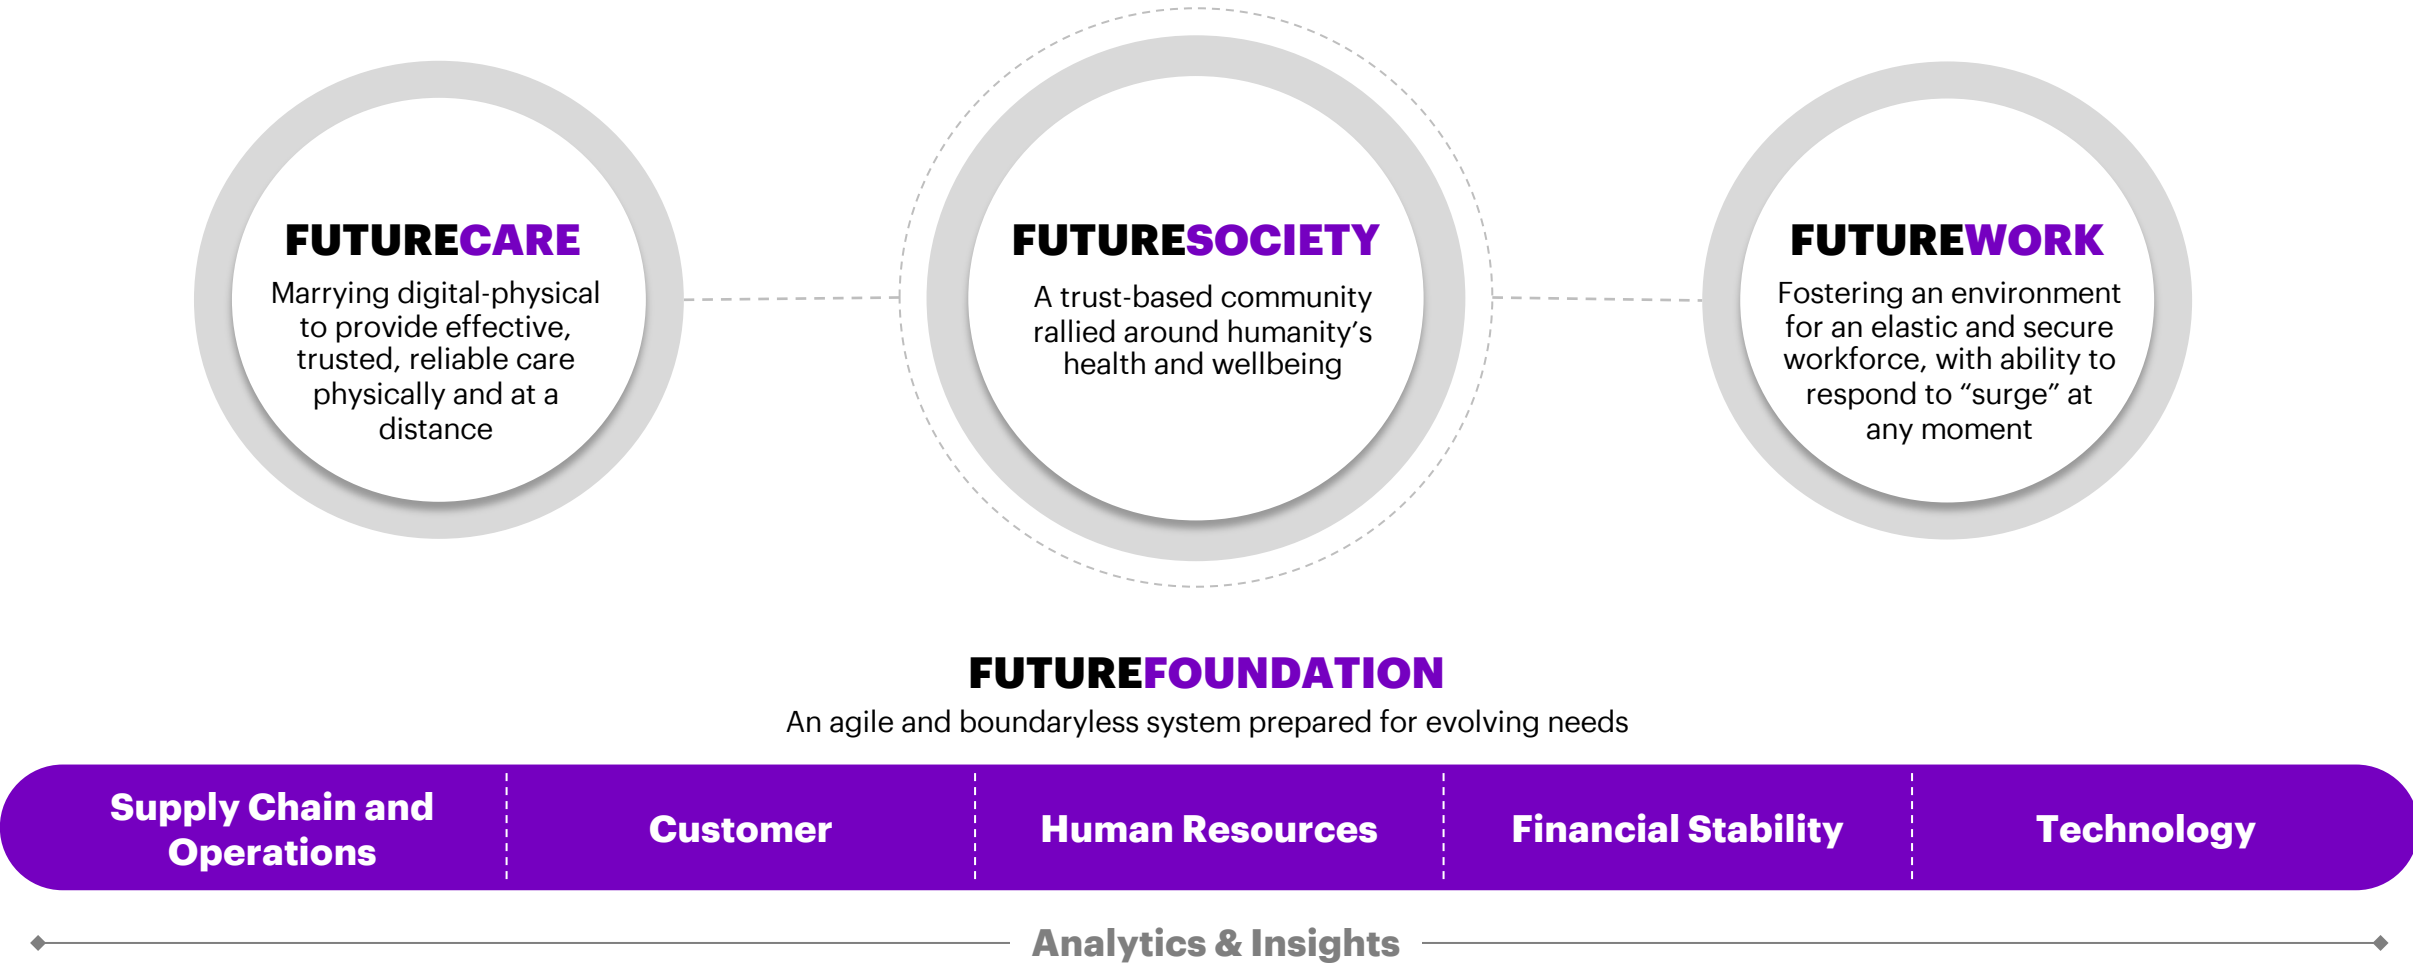 FUTURECARE
Marrying digital-physical
to provide effective,
trusted, reliable care
physically and at a
distance
FUTURESOCIETY
A trust-based community
rallied around humanity’s
health and wellbeing
FUTUREWORK
Fostering an environment
for an elastic and secure
workforce, with ability to
respond to “surge” at
any moment
FUTUREFOUNDATION
An agile and boundaryless system prepared for evolving needs
Supply Chain and
Operations
Customer
Human Resources
Financial Stability
Technology
Analytics & Insights